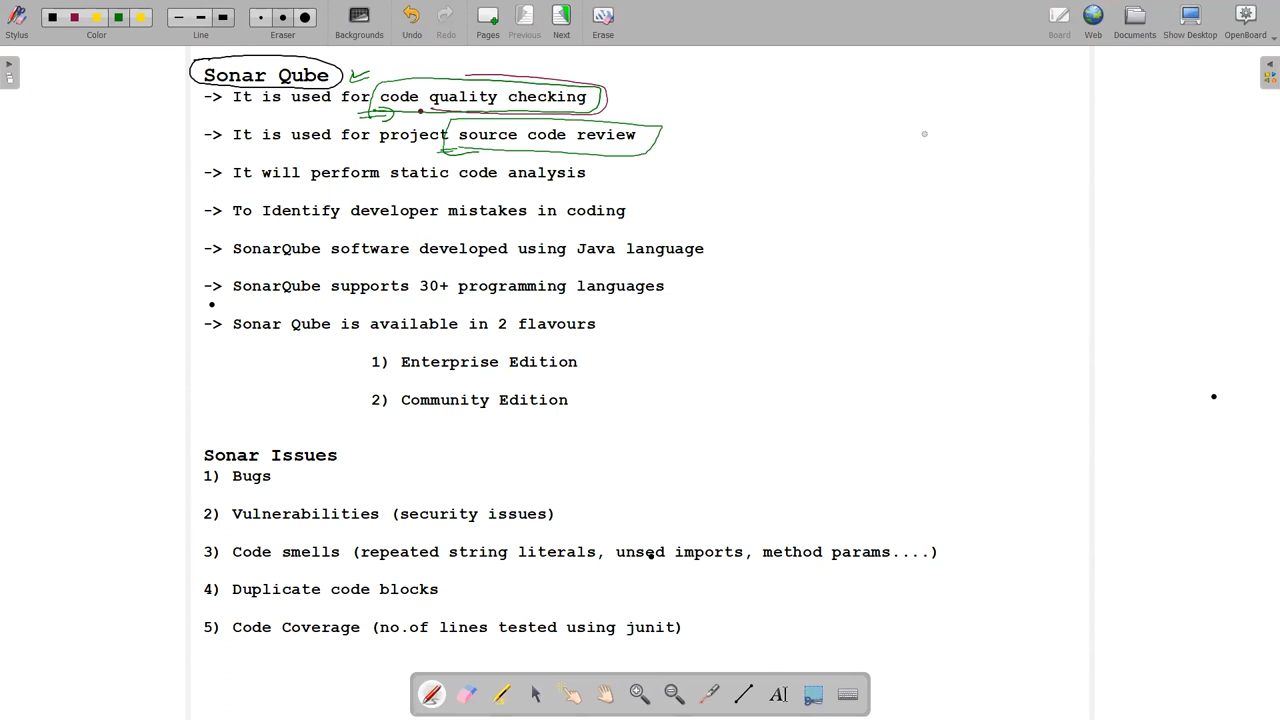 Stylus Color Line Eraser Backgrounds Undo Redo Pages Previous Next Erase Board Web Documents Show Desktop OpenBoard
Sonar Qube
-> It is used for code quality checking
-> It is used for project source code review
-> It will perform static code analysis
-> To Identify developer mistakes in coding
-> SonarQube software developed using Java language
-> SonarQube supports 30+ programming languages
-> Sonar Qube is available in 2 flavours
1) Enterprise Edition
2) Community Edition
Sonar Issues
1) Bugs
2) Vulnerabilities (security issues)
3) Code smells (repeated string literals, unsed imports, method params....)
4) Duplicate code blocks
5) Code Coverage (no.of lines tested using junit)